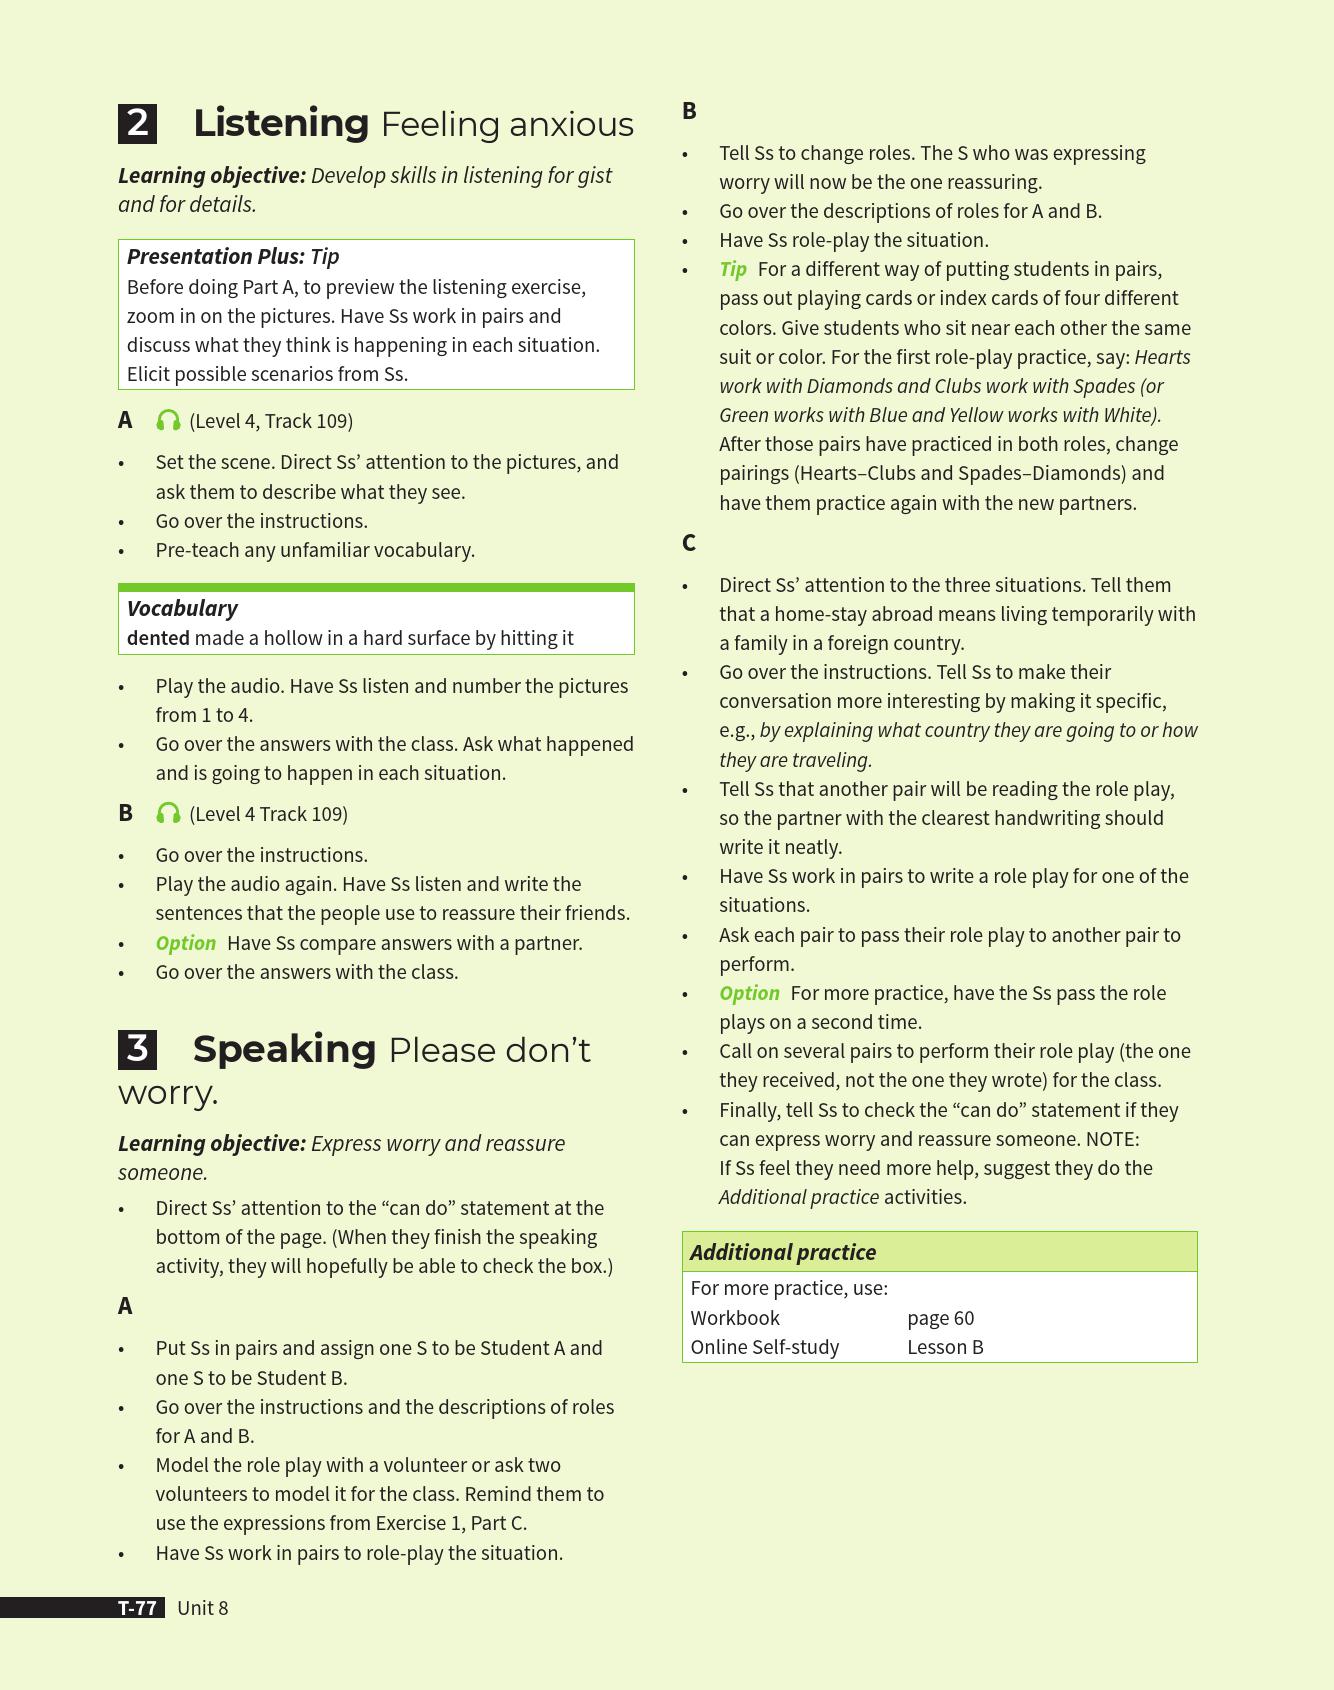 2 Listening Feeling anxious
Learning objective: Develop skills in listening for gist
and for details.
Presentation Plus: Tip
Before doing Part A, to preview the listening exercise,
zoom in on the pictures. Have Ss work in pairs and
discuss what they think is happening in each situation.
Elicit possible scenarios from Ss.
A (Level 4, Track 109)
• Set the scene. Direct Ss’ attention to the pictures, and
ask them to describe what they see.
• Go over the instructions.
• Pre-teach any unfamiliar vocabulary.
Vocabulary
dented made a hollow in a hard surface by hitting it
• Play the audio. Have Ss listen and number the pictures
from 1 to 4.
• Go over the answers with the class. Ask what happened
and is going to happen in each situation.
B (Level 4 Track 109)
• Go over the instructions.
• Play the audio again. Have Ss listen and write the
sentences that the people use to reassure their friends.
• Option Have Ss compare answers with a partner.
• Go over the answers with the class.
3 Speaking Please don’t
worry.
Learning objective: Express worry and reassure
someone.
• Direct Ss’ attention to the “can do” statement at the
bottom of the page. (When they finish the speaking
activity, they will hopefully be able to check the box.)
A
• Put Ss in pairs and assign one S to be Student A and
one S to be Student B.
• Go over the instructions and the descriptions of roles
for A and B.
• Model the role play with a volunteer or ask two
volunteers to model it for the class. Remind them to
use the expressions from Exercise 1, Part C.
• Have Ss work in pairs to role-play the situation.
B
• Tell Ss to change roles. The S who was expressing
worry will now be the one reassuring.
• Go over the descriptions of roles for A and B.
• Have Ss role-play the situation.
• Tip For a different way of putting students in pairs,
pass out playing cards or index cards of four different
colors. Give students who sit near each other the same
suit or color. For the first role-play practice, say: Hearts
work with Diamonds and Clubs work with Spades (or
Green works with Blue and Yellow works with White).
After those pairs have practiced in both roles, change
pairings (Hearts–Clubs and Spades–Diamonds) and
have them practice again with the new partners.
C
• Direct Ss’ attention to the three situations. Tell them
that a home-stay abroad means living temporarily with
a family in a foreign country.
• Go over the instructions. Tell Ss to make their
conversation more interesting by making it specific,
e.g., by explaining what country they are going to or how
they are traveling.
• Tell Ss that another pair will be reading the role play,
so the partner with the clearest handwriting should
write it neatly.
• Have Ss work in pairs to write a role play for one of the
situations.
• Ask each pair to pass their role play to another pair to
perform.
• Option For more practice, have the Ss pass the role
plays on a second time.
• Call on several pairs to perform their role play (the one
they received, not the one they wrote) for the class.
• Finally, tell Ss to check the “can do” statement if they
can express worry and reassure someone. NOTE:
If Ss feel they need more help, suggest they do the
Additional practice activities.
Additional practice
For more practice, use:
Workbook page 60
Online Self-study Lesson B
T-77 Unit 8